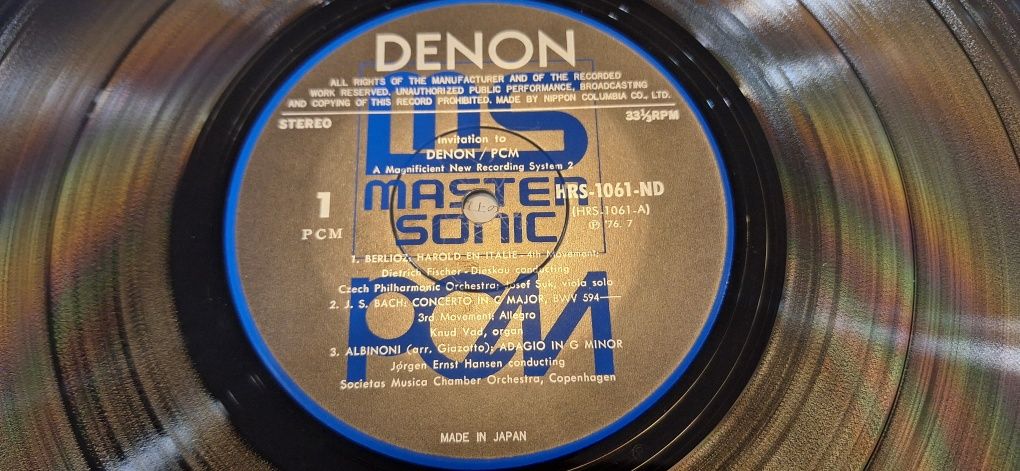 DENON
ALL RIGHTS OF THE MANUFACTURER AND OF THE RECORDED
WORK RESERVED. UNAUTHORIZED PUBLIC PERFORMANCE, BROADCASTING
AND COPYING OF THIS RECORD PROHIBITED. MADE BY NIPPON COLUMBIA CO., LTD.
STEREO 33⅓RPM
MS
Invitation to
DENON/PCM
A Magnificient New Recording System 2
MASTER
SONIC
HRS-1061-ND
(HRS-1061-A)
Ⓟ '76. 7
1
PCM
1. BERLIOZ: HAROLD EN ITALIE - 4th Movement;
Dietrich Fischer-Dieskau conducting
Czech Philharmonic Orchestra; Josef Suk, viola solo
2. J. S. BACH: CONCERTO IN C MAJOR, BWV 594—
3rd Movement; Allegro
Knud Vad, organ
3. ALBINONI (arr. Giazotto); ADAGIO IN G MINOR
Jørgen Ernst Hansen conducting
Societas Musica Chamber Orchestra, Copenhagen
PCM
MADE IN JAPAN